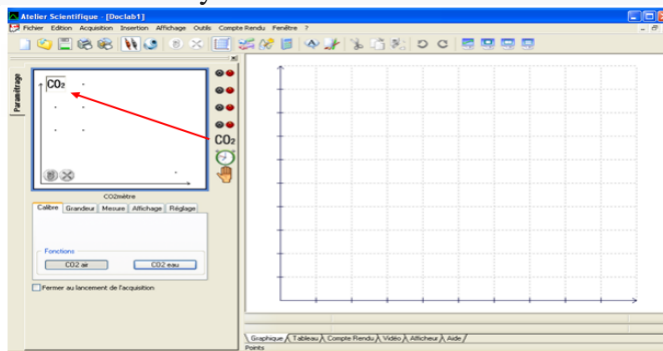 Atelier Scientifique - [Doclab1]
Fichier Edition Acquisition Insertion Affichage Outils Compte Rendu Fenêtre ?
Paramétrage
CO2
CO2
CO2mètre
Calibre Grandeur Mesure Affichage Réglage
Fonctions
CO2 air CO2 eau
Fermer au lancement de l'acquisition
Graphique Tableau Compte Rendu Vidéo Afficheur Aide
Points